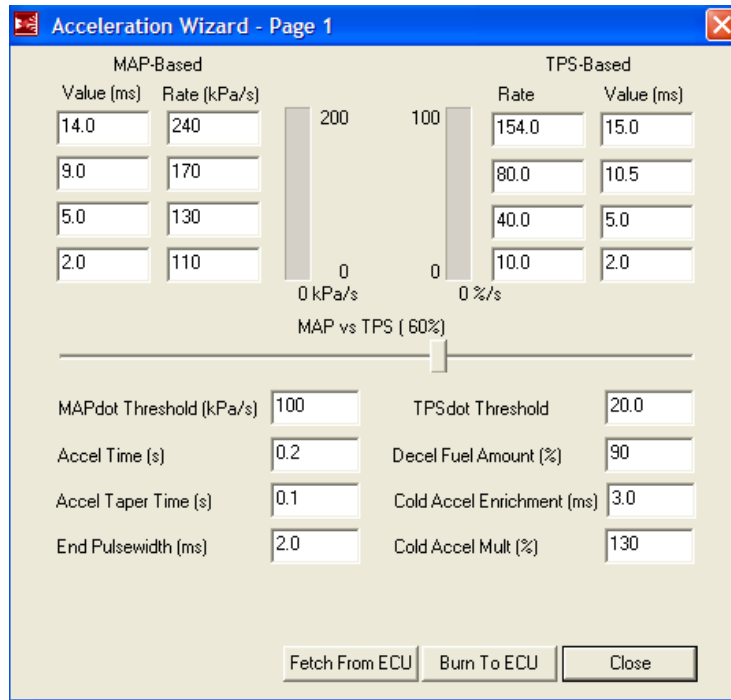 Acceleration Wizard - Page 1
MAP-Based TPS-Based
Value (ms) Rate (kPa/s) Rate Value (ms)
14.0 240 200 100 154.0 15.0
9.0 170 80.0 10.5
5.0 130 40.0 5.0
2.0 110 0 0 10.0 2.0
0 kPa/s 0 %/s
MAP vs TPS ( 60%)
MAPdot Threshold (kPa/s) 100 TPSdot Threshold 20.0
Accel Time (s) 0.2 Decel Fuel Amount (%) 90
Accel Taper Time (s) 0.1 Cold Accel Enrichment (ms) 3.0
End Pulsewidth (ms) 2.0 Cold Accel Mult (%) 130
Fetch From ECU Burn To ECU Close